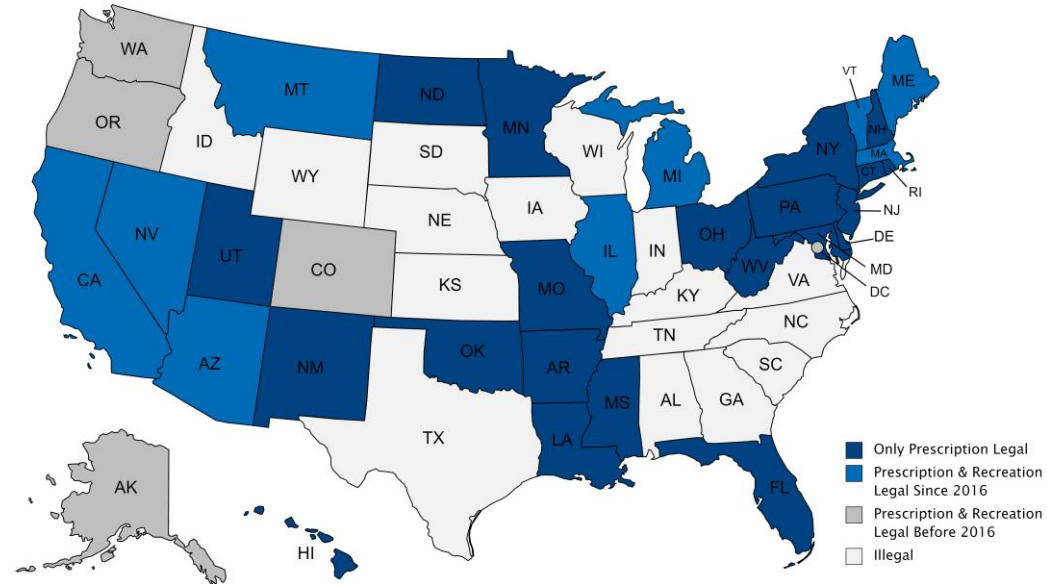 WA
OR
ID
MT
ND
MN
SD
WY
NE
IA
WI
MI
VT
ME
NH
NY
MA
CT
RI
PA
NJ
OH
DE
MD
DC
WV
VA
IN
IL
KY
CA
NV
UT
CO
KS
MO
AZ
NM
OK
AR
TN
NC
SC
TX
LA
MS
AL
GA
FL
AK
HI
Only Prescription Legal
Prescription & Recreation
Legal Since 2016
Prescription & Recreation
Legal Before 2016
Illegal